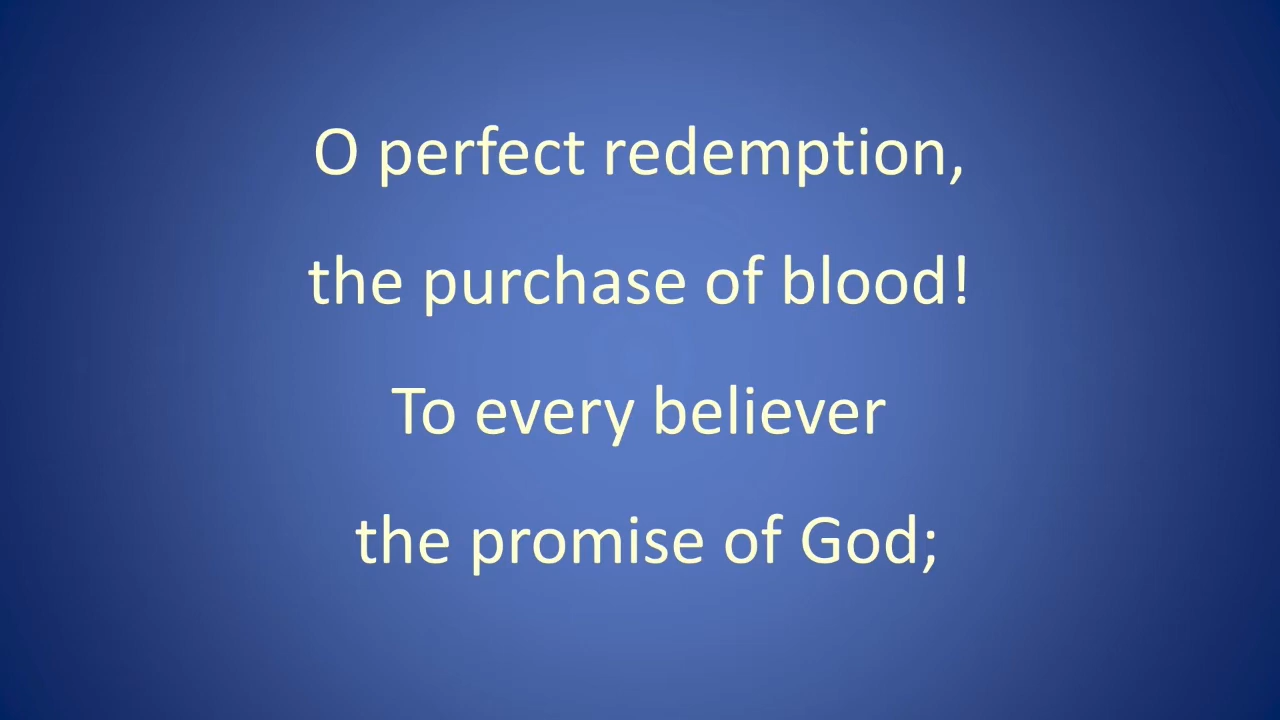 O perfect redemption,
the purchase of blood!
To every believer
the promise of God;